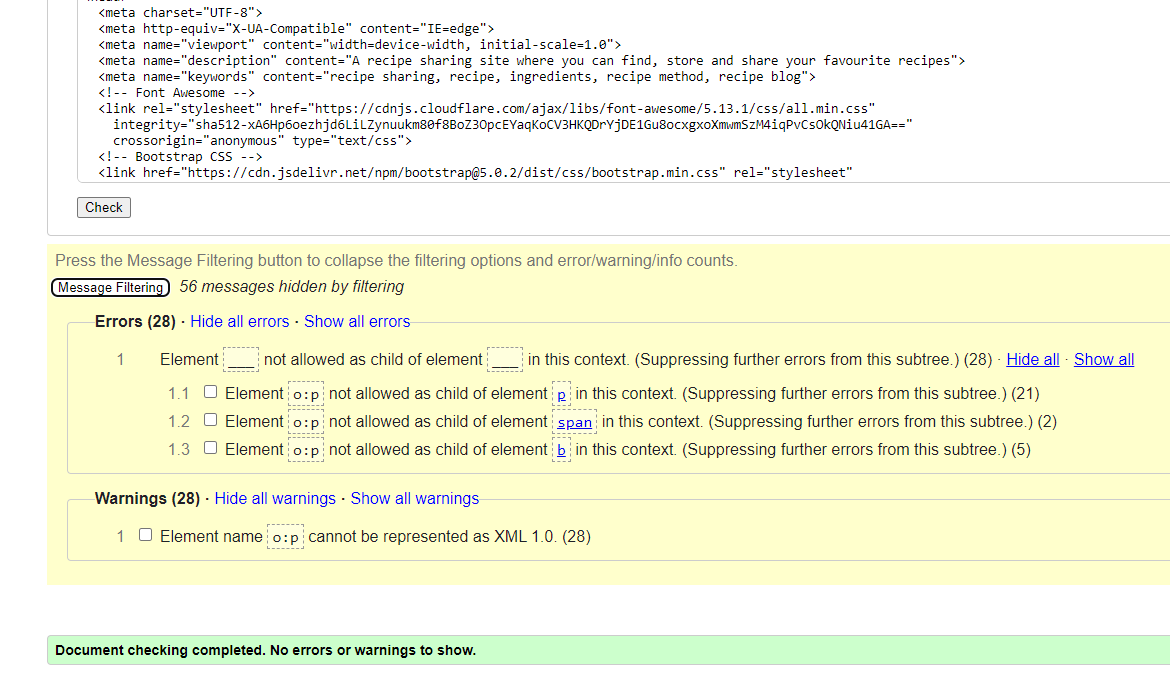 <meta charset="UTF-8">
<meta http-equiv="X-UA-Compatible" content="IE=edge">
<meta name="viewport" content="width=device-width, initial-scale=1.0">
<meta name="description" content="A recipe sharing site where you can find, store and share your favourite recipes">
<meta name="keywords" content="recipe sharing, recipe, ingredients, recipe method, recipe blog">
<!-- Font Awesome -->
<link rel="stylesheet" href="https://cdnjs.cloudflare.com/ajax/libs/font-awesome/5.13.1/css/all.min.css"
integrity="sha512-xA6Hp6oezhjd6LiLZynuukm80f8BoZ3OpcEYaqKoCV3HKQDrYjDE1Gu8ocxgxoXmwmSzM4iqPvCsOkQNiu41GA=="
crossorigin="anonymous" type="text/css">
<!-- Bootstrap CSS -->
<link href="https://cdn.jsdelivr.net/npm/bootstrap@5.0.2/dist/css/bootstrap.min.css" rel="stylesheet"
Check
Press the Message Filtering button to collapse the filtering options and error/warning/info counts.
Message Filtering 56 messages hidden by filtering
Errors (28) · Hide all errors · Show all errors
1 Element ___ not allowed as child of element ___ in this context. (Suppressing further errors from this subtree.) (28) · Hide all · Show all
1.1 Element o:p not allowed as child of element p in this context. (Suppressing further errors from this subtree.) (21)
1.2 Element o:p not allowed as child of element span in this context. (Suppressing further errors from this subtree.) (2)
1.3 Element o:p not allowed as child of element b in this context. (Suppressing further errors from this subtree.) (5)
Warnings (28) · Hide all warnings · Show all warnings
1 Element name o:p cannot be represented as XML 1.0. (28)
Document checking completed. No errors or warnings to show.